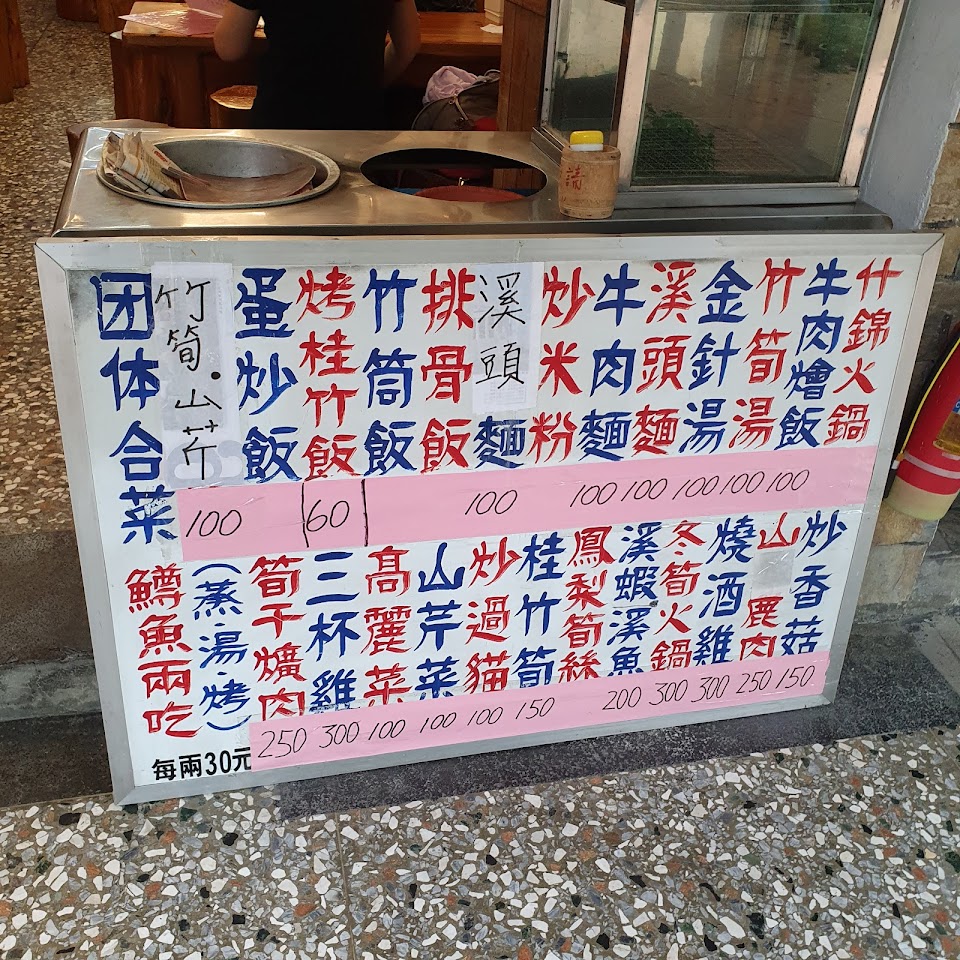 团体合菜
竹筍.山芹
蛋炒飯
烤桂竹飯
竹筒飯
排骨飯
溪頭麵
炒米粉
牛肉麵
溪頭麵
金針湯
竹筍湯
牛肉燴飯
什錦火鍋
100 60 100 100 100 100 100 100
鱒魚兩吃
(蒸.湯.烤)
每兩30元
筍干爌肉
三杯雞
高麗菜
山芹菜
炒過貓
桂竹筍
鳳梨筍絲
溪蝦溪魚
冬筍火鍋
燒酒雞
山鹿肉
炒香菇
250 300 100 100 100 150 200 300 300 250 150
請